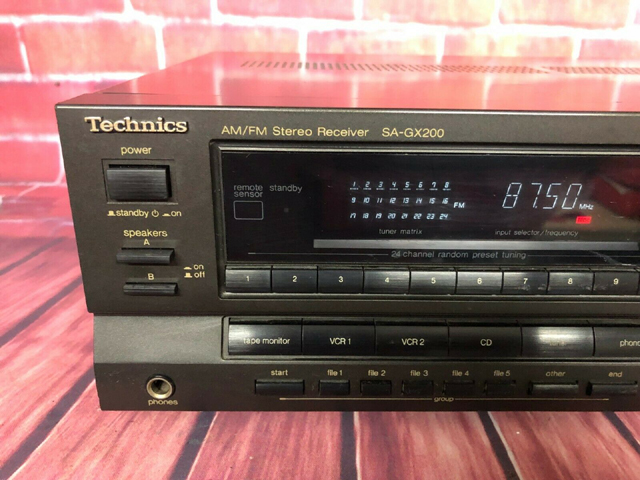 Technics
AM/FM Stereo Receiver SA-GX200
power
standby on
remote sensor standby
1 2 3 4 5 6 7 8
9 10 11 12 13 14 15 16 FM
17 18 19 20 21 22 23 24
87.50 MHz
tuner matrix input selector/frequency
24-channel random preset tuning
speakers
A
B
on
off
1 2 3 4 5 6 7 8 9
tape monitor VCR 1 VCR 2 CD phono
start file 1 file 2 file 3 file 4 file 5 other end
group
phones